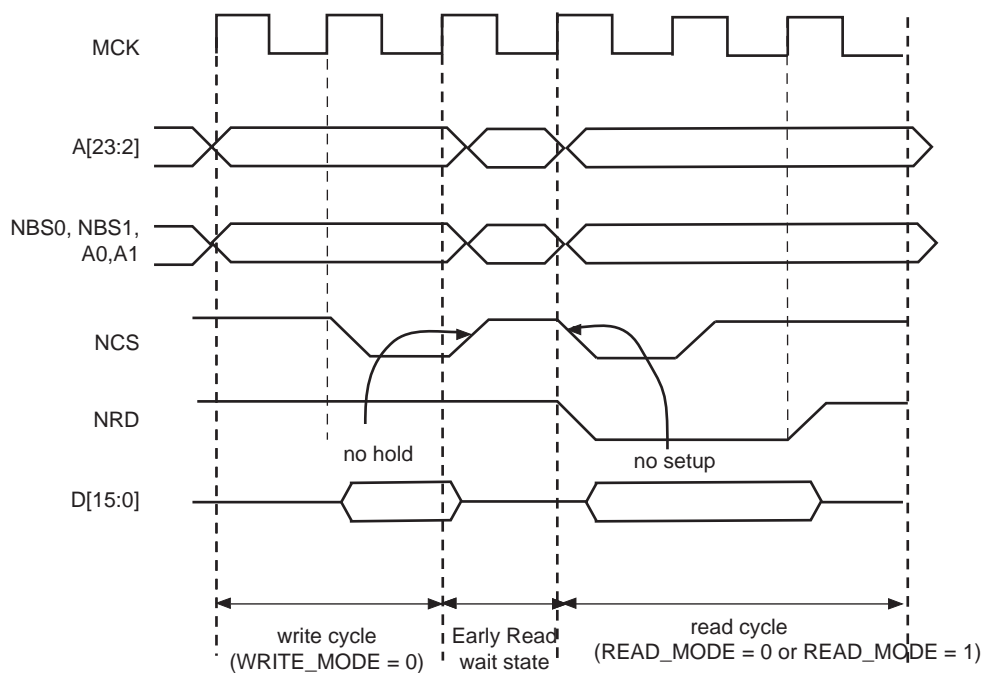 MCK
A[23:2]
NBS0, NBS1,
A0,A1
NCS
NRD
no hold
no setup
D[15:0]
write cycle
(WRITE_MODE = 0)
Early Read
wait state
read cycle
(READ_MODE = 0 or READ_MODE = 1)